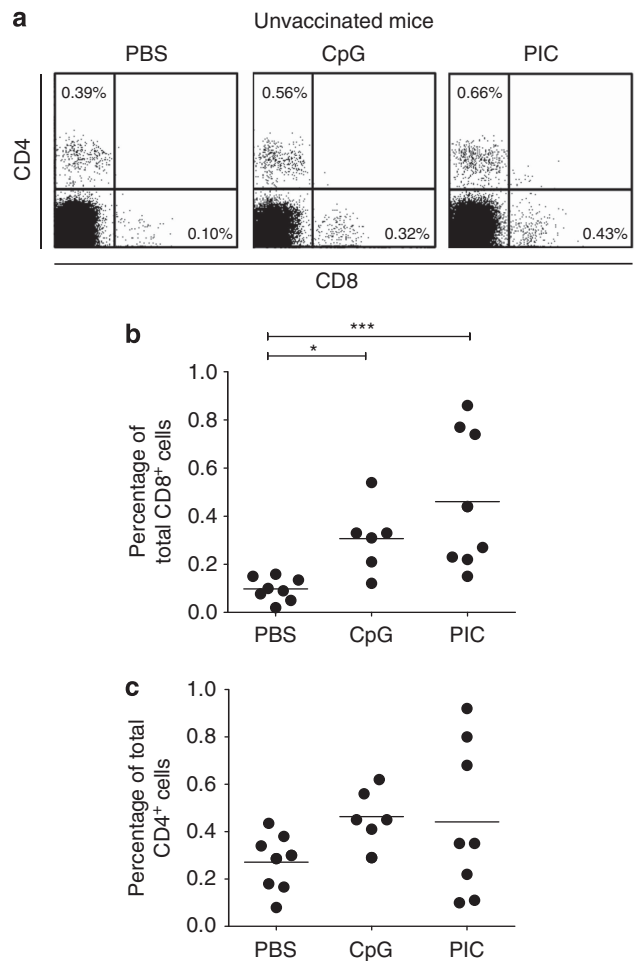 a
Unvaccinated mice
PBS CpG PIC
CD4
0.39% 0.56% 0.66%
0.10% 0.32% 0.43%
CD8
b
***
*
Percentage of
total CD8+ cells
1.0
0.8
0.6
0.4
0.2
0.0
PBS CpG PIC
c
Percentage of total
CD4+ cells
1.0
0.8
0.6
0.4
0.2
0.0
PBS CpG PIC